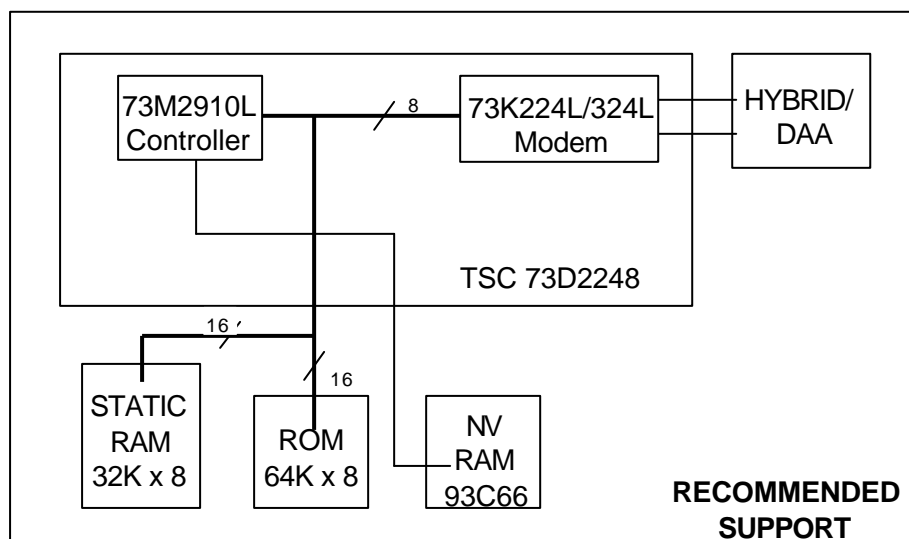 73M2910L
Controller
8
73K224L/324L
Modem
HYBRID/
DAA
TSC 73D2248
16
16
STATIC
RAM
32K x 8
ROM
64K x 8
NV
RAM
93C66
RECOMMENDED
SUPPORT